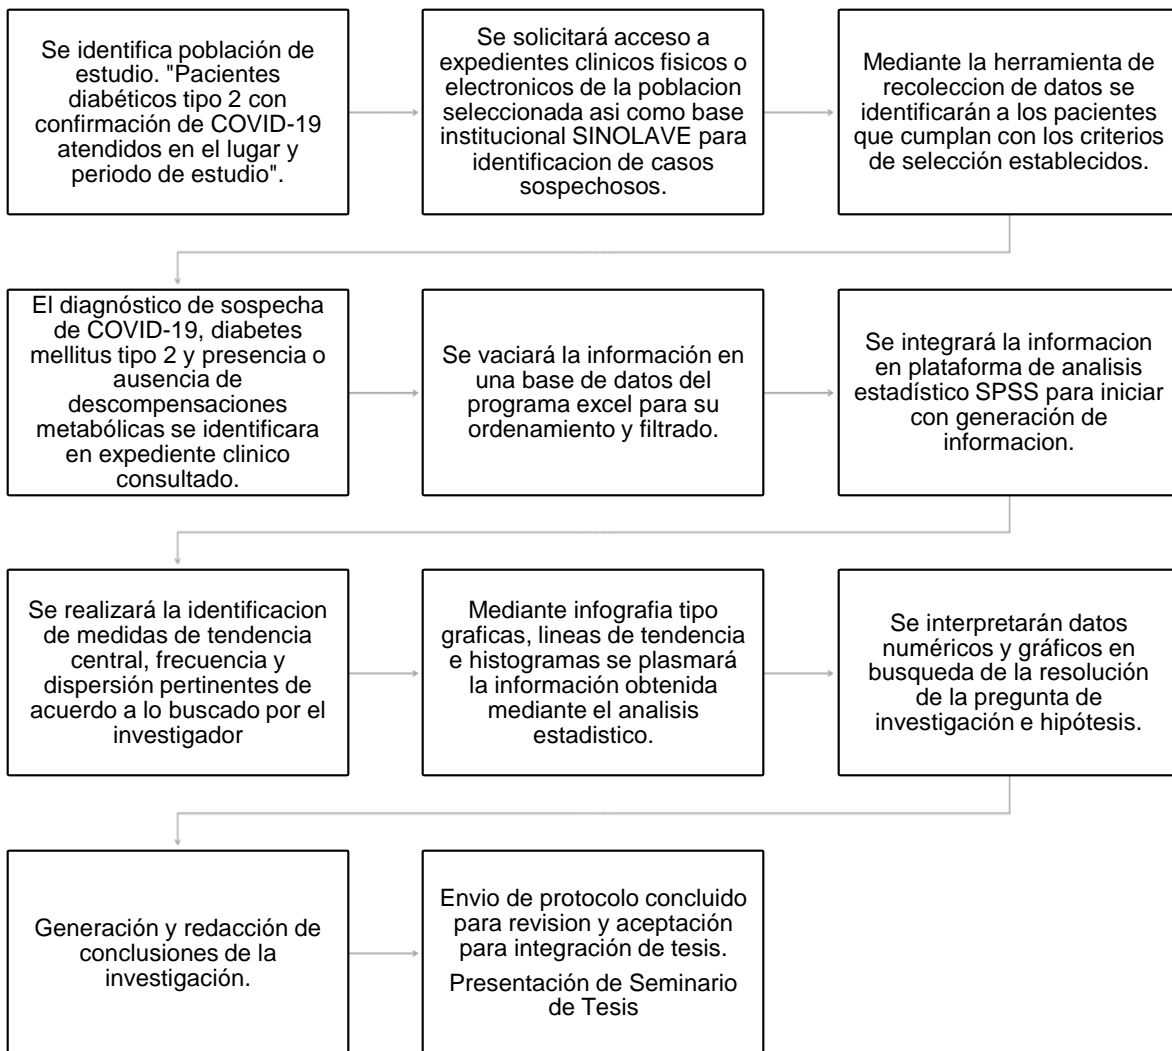 Se identifica población de
estudio. "Pacientes
diabéticos tipo 2 con
confirmación de COVID-19
atendidos en el lugar y
periodo de estudio".
Se solicitará acceso a
expedientes clinicos fisicos o
electronicos de la poblacion
seleccionada asi como base
institucional SINOLAVE para
identificacion de casos
sospechosos.
Mediante la herramienta de
recoleccion de datos se
identificarán a los pacientes
que cumplan con los criterios
de selección establecidos.
El diagnóstico de sospecha
de COVID-19, diabetes
mellitus tipo 2 y presencia o
ausencia de
descompensaciones
metabólicas se identificara
en expediente clinico
consultado.
Se vaciará la información en
una base de datos del
programa excel para su
ordenamiento y filtrado.
Se integrará la informacion
en plataforma de analisis
estadístico SPSS para iniciar
con generación de
informacion.
Se realizará la identificacion
de medidas de tendencia
central, frecuencia y
dispersión pertinentes de
acuerdo a lo buscado por el
investigador
Mediante infografia tipo
graficas, lineas de tendencia
e histogramas se plasmará
la información obtenida
mediante el analisis
estadistico.
Se interpretarán datos
numéricos y gráficos en
busqueda de la resolución
de la pregunta de
investigación e hipótesis.
Generación y redacción de
conclusiones de la
investigación.
Envio de protocolo concluido
para revision y aceptación
para integración de tesis.
Presentación de Seminario
de Tesis